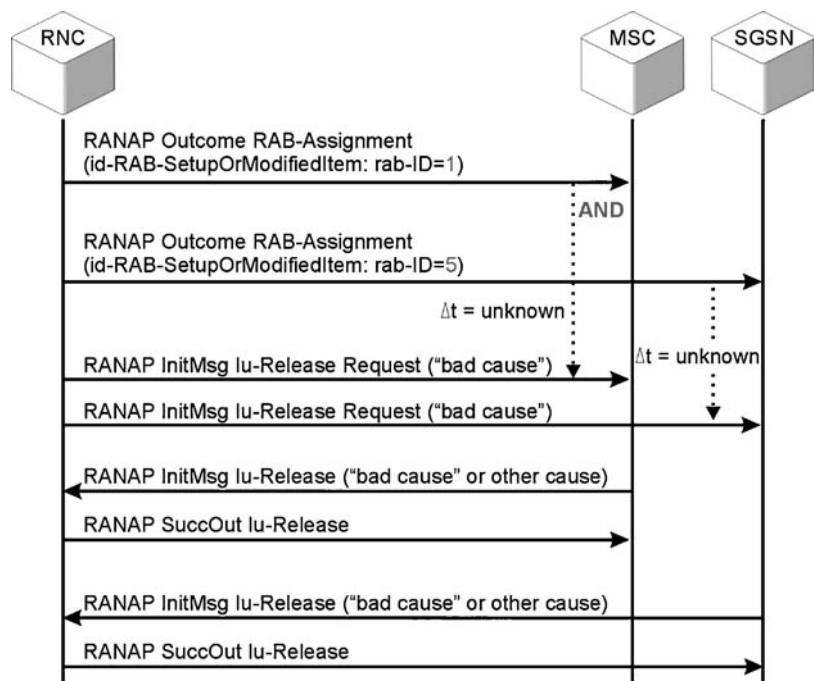 RNC
MSC
SGSN
RANAP Outcome RAB-Assignment
(id-RAB-SetupOrModifiedItem: rab-ID=1)
AND
RANAP Outcome RAB-Assignment
(id-RAB-SetupOrModifiedItem: rab-ID=5)
Δt = unknown
Δt = unknown
RANAP InitMsg Iu-Release Request (“bad cause”)
RANAP InitMsg Iu-Release Request (“bad cause”)
RANAP InitMsg Iu-Release (“bad cause” or other cause)
RANAP SuccOut Iu-Release
RANAP InitMsg Iu-Release (“bad cause” or other cause)
RANAP SuccOut Iu-Release